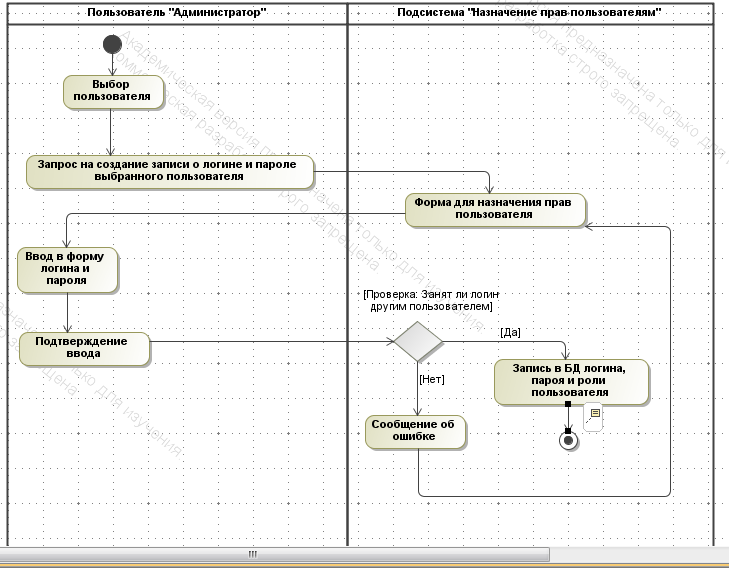 Пользователь "Администратор"
Подсистема "Назначение прав пользователям"
Выбор
пользователя
Запрос на создание записи о логине и пароле
выбранного пользователя
Форма для назначения прав
пользователя
Ввод в форму
логина и
пароля
[Проверка: Занят ли логин
другим пользователем]
Подтверждение
ввода
[Да]
[Нет]
Запись в БД логина,
пароя и роли
пользователя
Сообщение об
ошибке